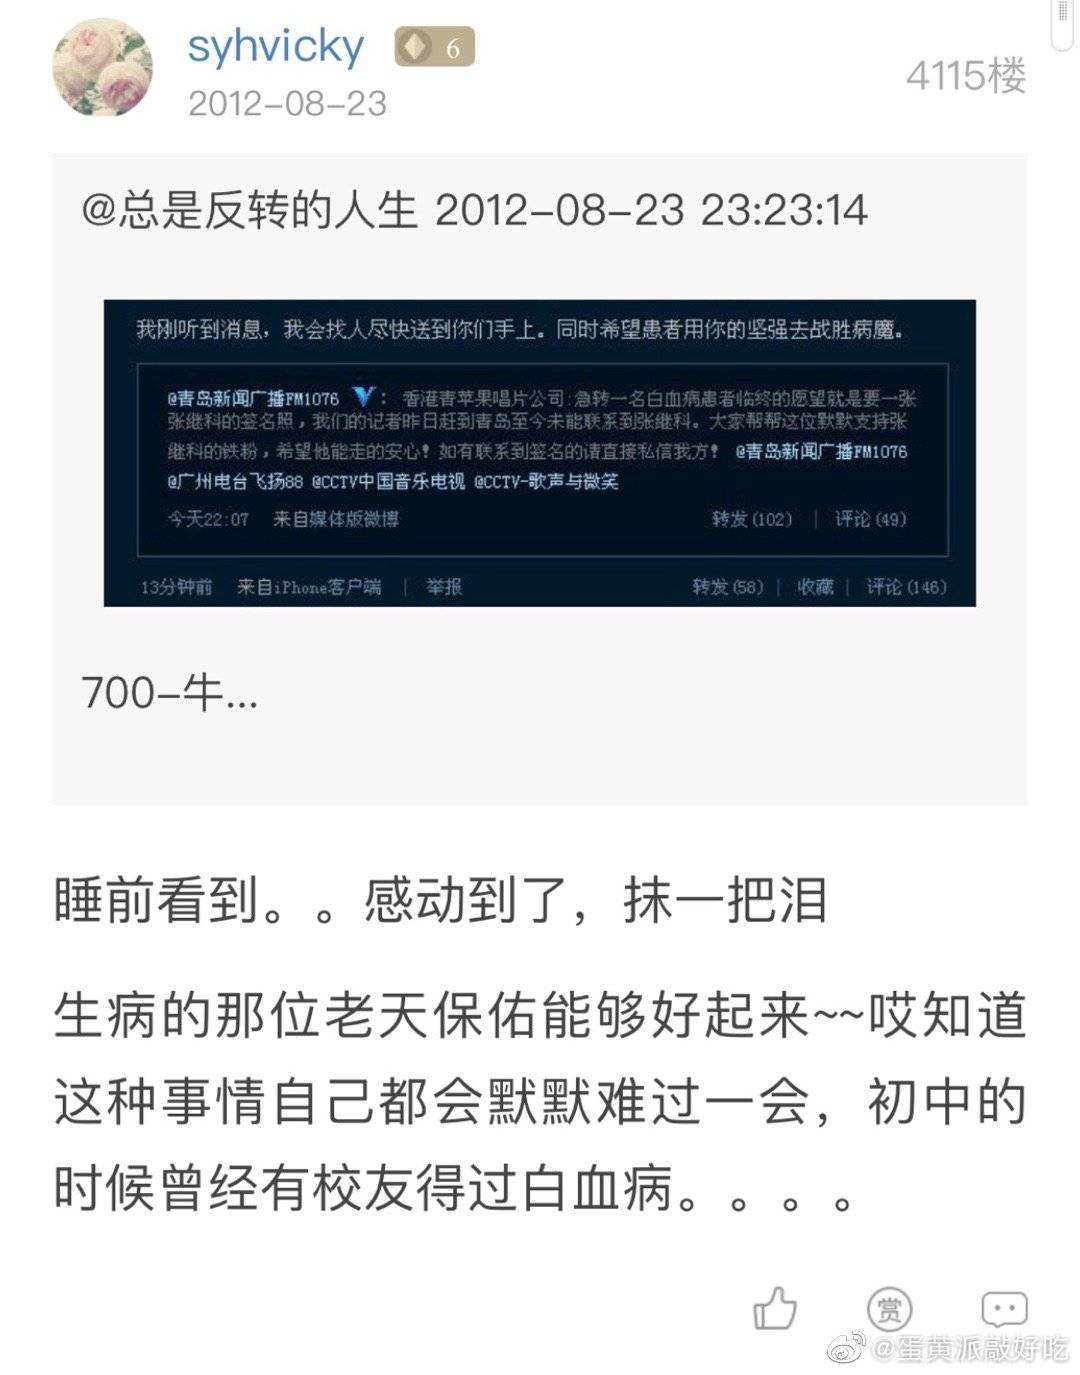 syhvicky 6
2012-08-23
4115楼
@总是反转的人生 2012-08-23 23:23:14
我刚听到消息，我会找人尽快送到你们手上。同时希望患者用你的坚强去战胜病魔。
@青岛新闻广播FM1076 V：香港青苹果唱片公司:急转一名白血病患者临终的愿望就是要一张
张继科的签名照，我们的记者昨日赶到青岛至今未能联系到张继科。大家帮帮这位默默支持张
继科的铁粉，希望他能走的安心！如有联系到签名的请直接私信我方！ @青岛新闻广播FM1076
@广州电台飞扬88 @CCTV中国音乐电视 @CCTV-歌声与微笑
今天22:07 来自媒体版微博 转发(102) | 评论(49)
13分钟前 来自iPhone客户端 | 举报 转发(58) | 收藏 | 评论(146)
700-牛...
睡前看到。。感动到了，抹一把泪
生病的那位老天保佑能够好起来~~哎知道
这种事情自己都会默默难过一会，初中的
时候曾经有校友得过白血病。。。。
赏
@蛋黄派敲好吃